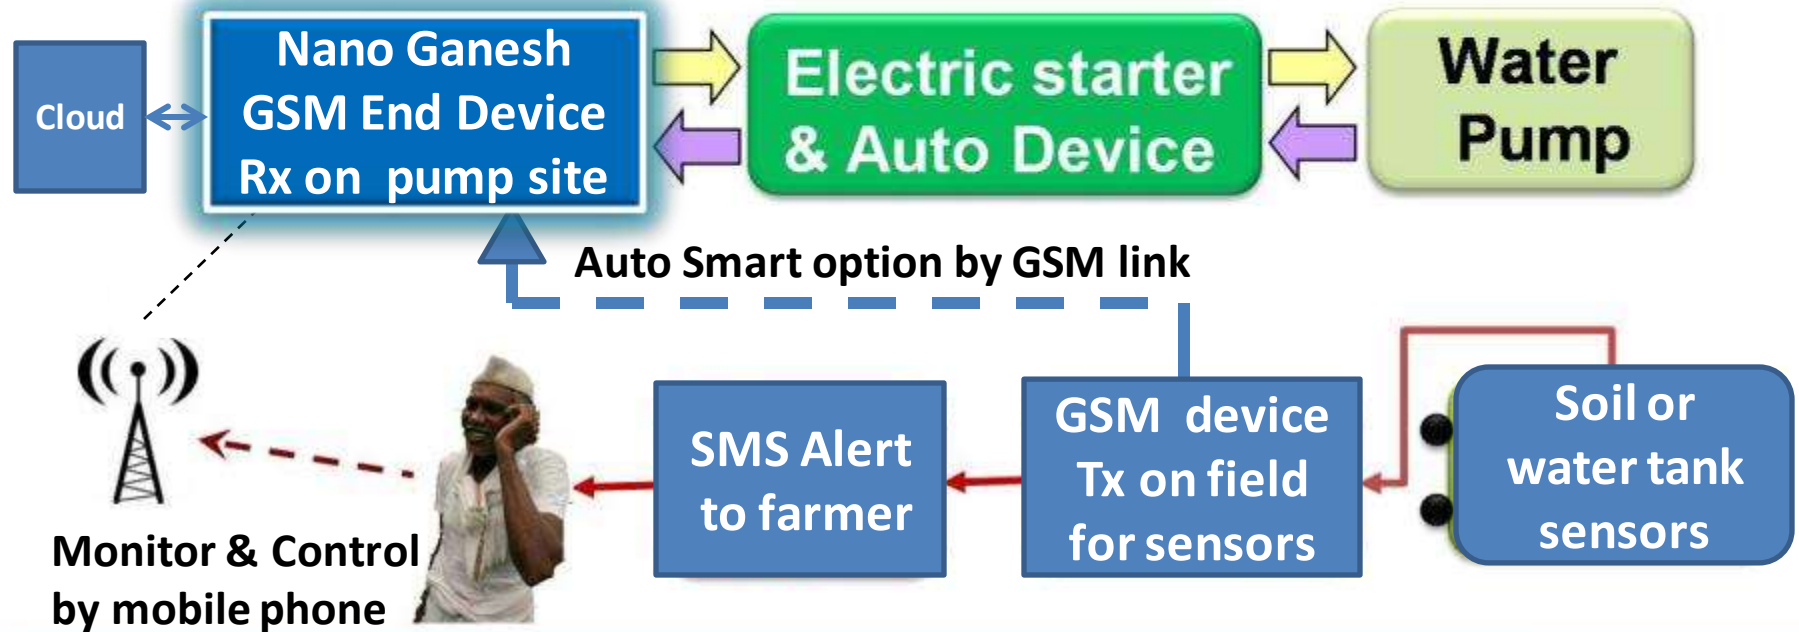 Cloud
Nano Ganesh
GSM End Device
Rx on pump site
Electric starter
& Auto Device
Water
Pump
Auto Smart option by GSM link
Monitor & Control
by mobile phone
SMS Alert
to farmer
GSM device
Tx on field
for sensors
Soil or
water tank
sensors